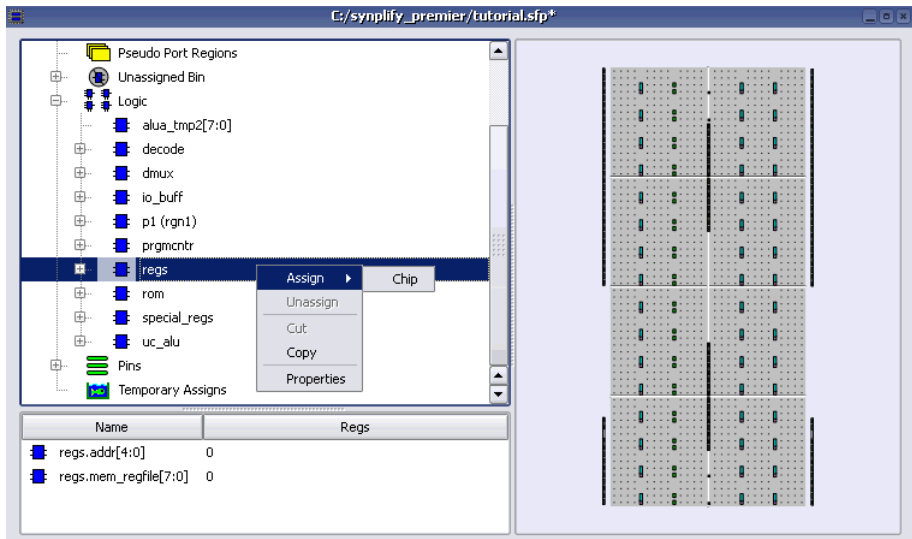 C:/synplify_premier/tutorial.sfp*
Pseudo Port Regions
Unassigned Bin
Logic
alua_tmp2[7:0]
decode
dmux
io_buff
p1 (rgn1)
prgmcntr
regs
Assign
Chip
rom
Unassign
special_regs
Cut
uc_alu
Copy
Pins
Properties
Temporary Assigns
Name Regs
regs.addr[4:0] 0
regs.mem_regfile[7:0] 0